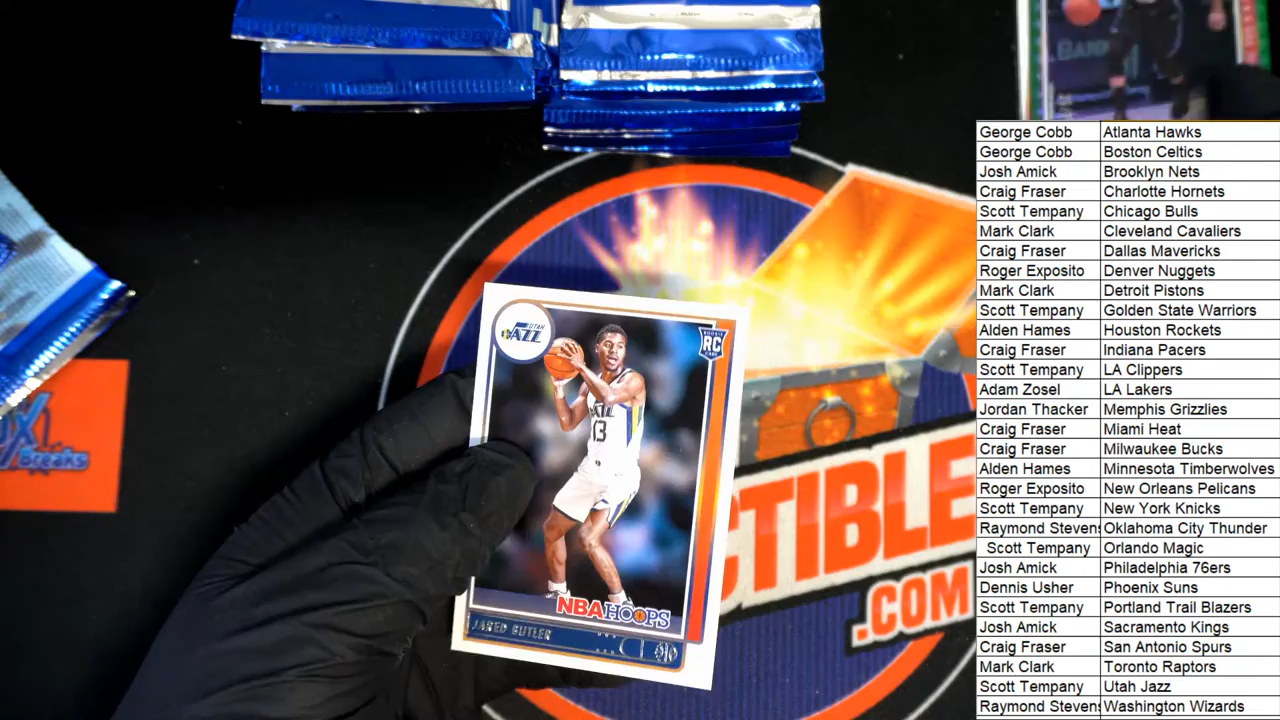 George Cobb Atlanta Hawks
George Cobb Boston Celtics
Josh Amick Brooklyn Nets
Craig Fraser Charlotte Hornets
Scott Tempany Chicago Bulls
Mark Clark Cleveland Cavaliers
Craig Fraser Dallas Mavericks
Roger Exposito Denver Nuggets
Mark Clark Detroit Pistons
Scott Tempany Golden State Warriors
Alden Hames Houston Rockets
Craig Fraser Indiana Pacers
Scott Tempany LA Clippers
Adam Zosel LA Lakers
Jordan Thacker Memphis Grizzlies
Craig Fraser Miami Heat
Craig Fraser Milwaukee Bucks
Alden Hames Minnesota Timberwolves
Roger Exposito New Orleans Pelicans
Scott Tempany New York Knicks
Raymond Stevens Oklahoma City Thunder
Scott Tempany Orlando Magic
Josh Amick Philadelphia 76ers
Dennis Usher Phoenix Suns
Scott Tempany Portland Trail Blazers
Josh Amick Sacramento Kings
Craig Fraser San Antonio Spurs
Mark Clark Toronto Raptors
Scott Tempany Utah Jazz
Raymond Stevens Washington Wizards
UTAH
JAZZ
ROOKIE
RC
CARD
13
NBA HOOPS
JARED BUTLER
CTIBLE
.COM
Breaks